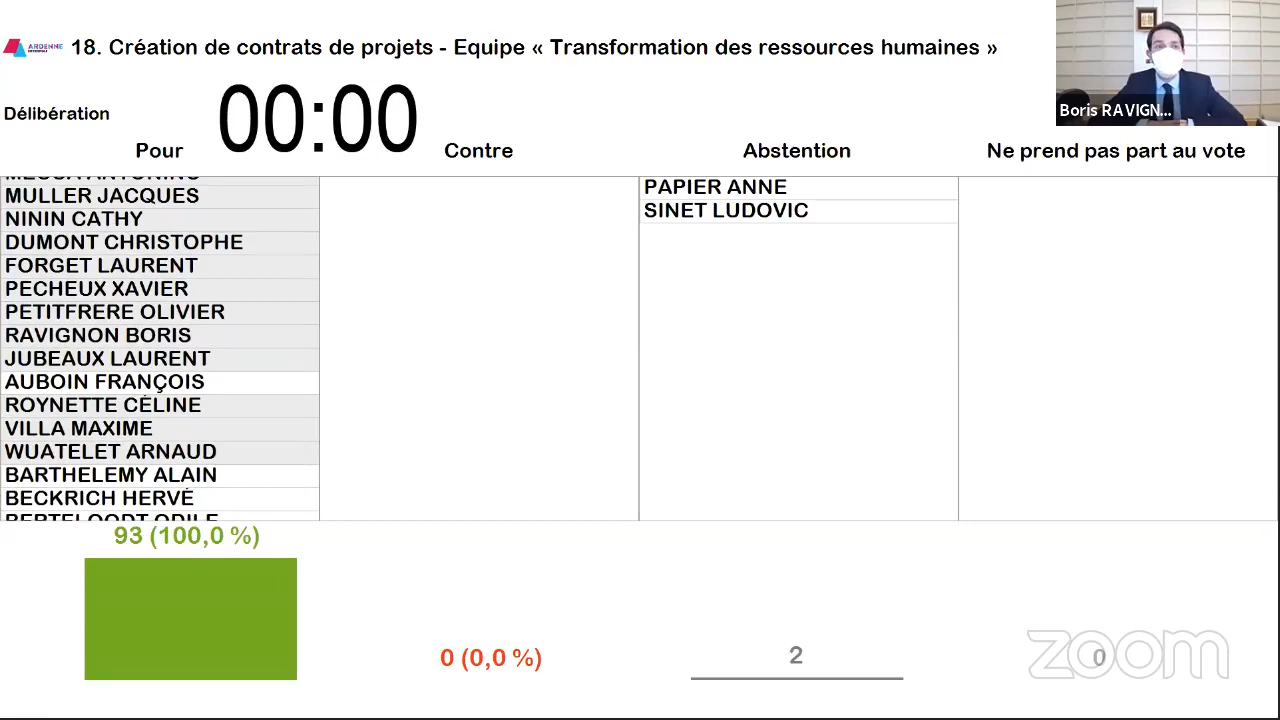 ARDENNE
18. Création de contrats de projets - Equipe « Transformation des ressources humaines »
Boris RAVIGN...
Délibération
00:00
Pour
Contre
Abstention
Ne prend pas part au vote
MULLER JACQUES
NININ CATHY
DUMONT CHRISTOPHE
FORGET LAURENT
PECHEUX XAVIER
PETITFRERE OLIVIER
RAVIGNON BORIS
JUBEAUX LAURENT
AUBOIN FRANÇOIS
ROYNETTE CÉLINE
VILLA MAXIME
WUATELET ARNAUD
BARTHELEMY ALAIN
BECKRICH HERVÉ
BERTELOODT ODILE
PAPIER ANNE
SINET LUDOVIC
93 (100,0 %)
0 (0,0 %)
2
0
zoom